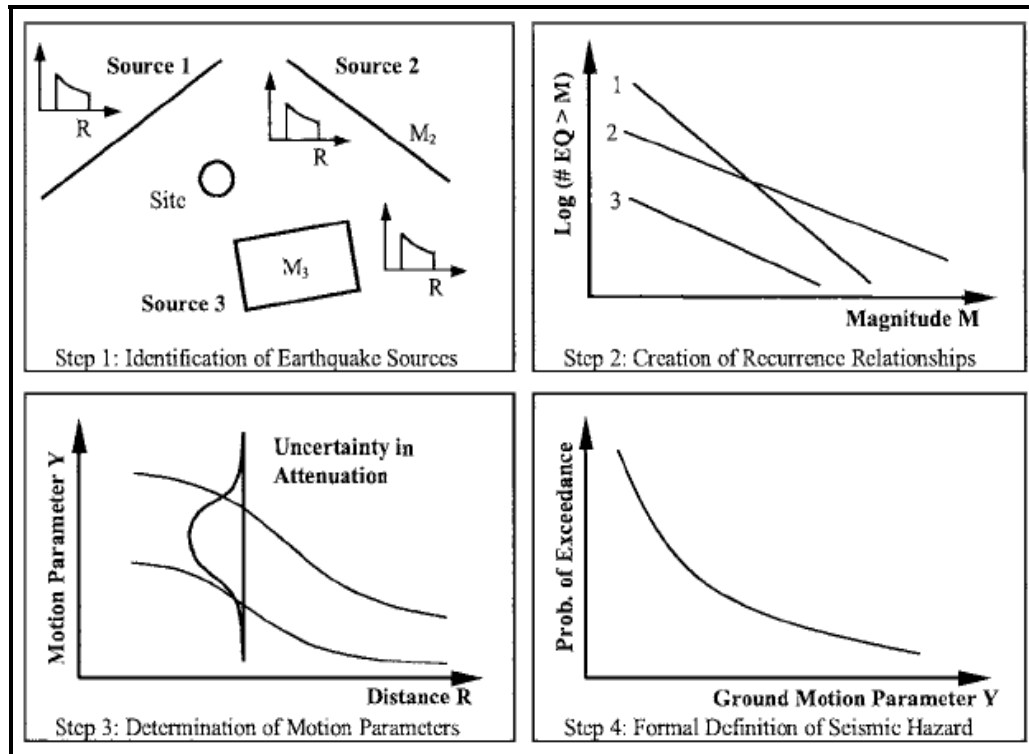 Source 1
R
Source 2
R
M2
Site
M3
R
Source 3
Step 1: Identification of Earthquake Sources
Log (# EQ > M)
1
2
3
Magnitude M
Step 2: Creation of Recurrence Relationships
Motion Parameter Y
Uncertainty in
Attenuation
Distance R
Step 3: Determination of Motion Parameters
Prob. of Exceedance
Ground Motion Parameter Y
Step 4: Formal Definition of Seismic Hazard